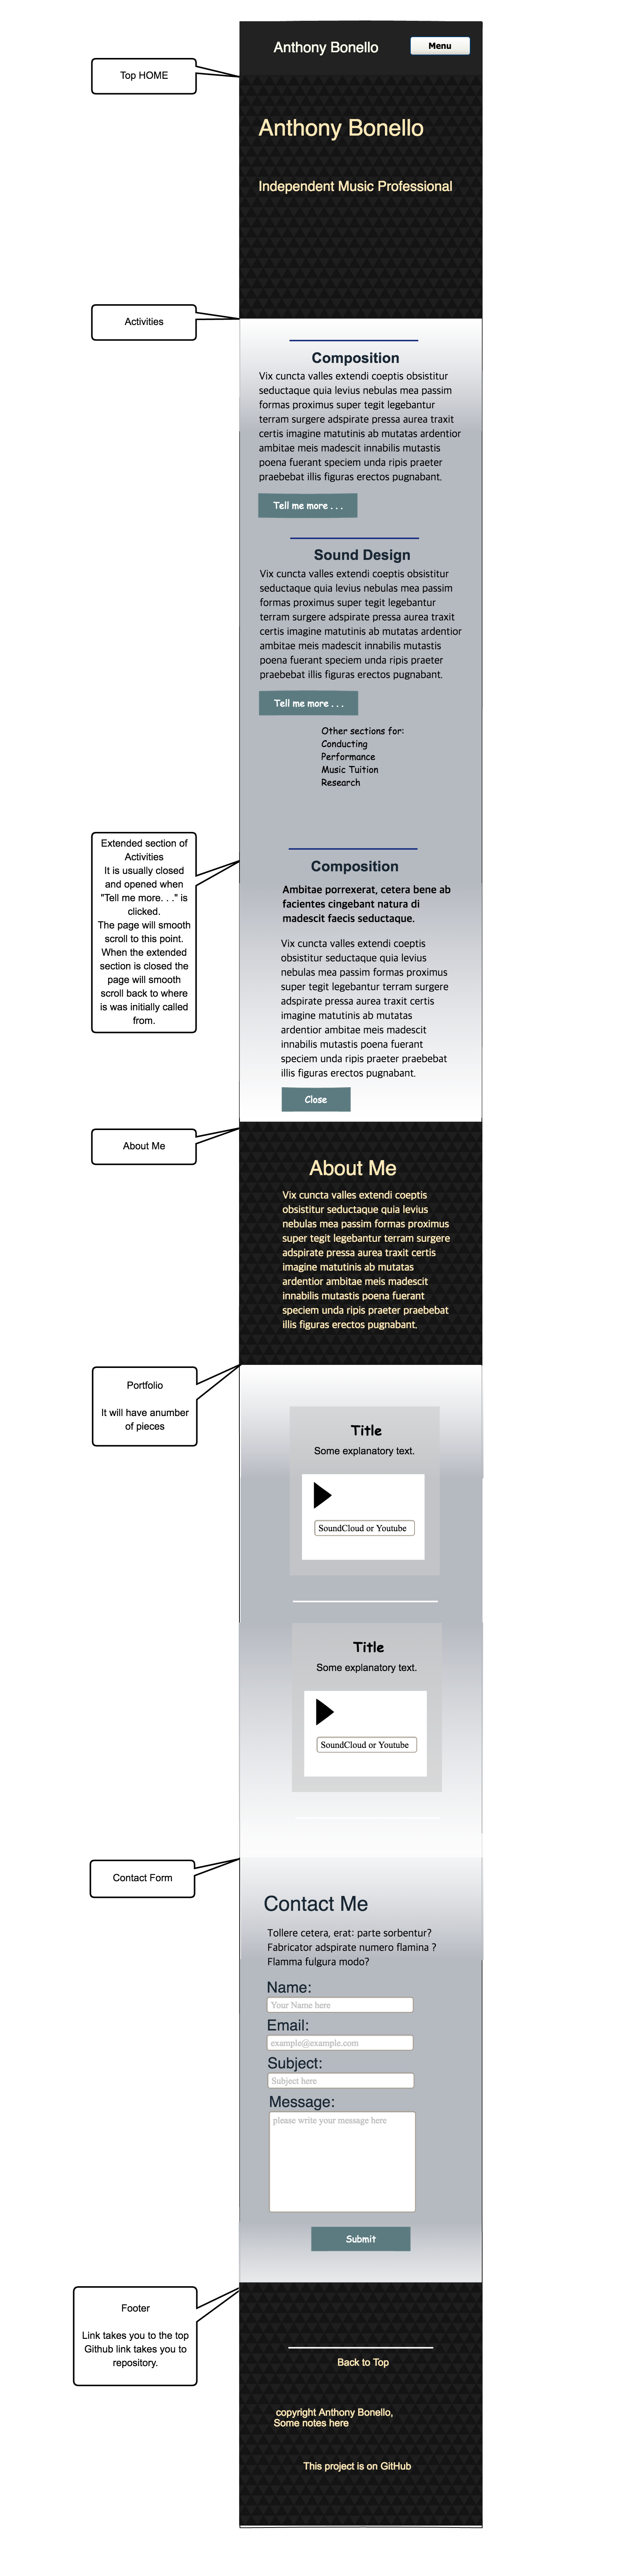 Anthony Bonello
Menu
Top HOME
Anthony Bonello
Independent Music Professional
Activities
Composition
Vix cuncta valles extendi coeptis obsistitur
seductaque quia levius nebulas mea passim
formas proximus super tegit legebantur
terram surgere adspirate pressa aurea traxit
certis imagine matutinis ab mutatas ardentior
ambitae meis madescit innabilis mutastis
poena fuerant speciem unda ripis praeter
praebebat illis figuras erectos pugnabant.
Tell me more . . .
Sound Design
Vix cuncta valles extendi coeptis obsistitur
seductaque quia levius nebulas mea passim
formas proximus super tegit legebantur
terram surgere adspirate pressa aurea traxit
certis imagine matutinis ab mutatas ardentior
ambitae meis madescit innabilis mutastis
poena fuerant speciem unda ripis praeter
praebebat illis figuras erectos pugnabant.
Tell me more . . .
Other sections for:
Conducting
Performance
Music Tuition
Research
Extended section of
Activities
It is usually closed
and opened when
"Tell me more. . ." is
clicked.
The page will smooth
scroll to this point.
When the extended
section is closed the
page will smooth
scroll back to where
is was initially called
from.
Composition
Ambitae porrexerat, cetera bene ab
facientes cingebant natura di
madescit faecis seductaque.
Vix cuncta valles extendi coeptis
obsistitur seductaque quia levius
nebulas mea passim formas proximus
super tegit legebantur terram surgere
adspirate pressa aurea traxit certis
imagine matutinis ab mutatas
ardentior ambitae meis madescit
innabilis mutastis poena fuerant
speciem unda ripis praeter praebebat
illis figuras erectos pugnabant.
Close
About Me
About Me
Vix cuncta valles extendi coeptis
obsistitur seductaque quia levius
nebulas mea passim formas proximus
super tegit legebantur terram surgere
adspirate pressa aurea traxit certis
imagine matutinis ab mutatas
ardentior ambitae meis madescit
innabilis mutastis poena fuerant
speciem unda ripis praeter praebebat
illis figuras erectos pugnabant.
Portfolio
It will have anumber
of pieces
Title
Some explanatory text.
SoundCloud or Youtube
Title
Some explanatory text.
SoundCloud or Youtube
Contact Form
Contact Me
Tollere cetera, erat: parte sorbentur?
Fabricator adspirate numero flamina ?
Flamma fulgura modo?
Name:
Your Name here
Email:
example@example.com
Subject:
Subject here
Message:
please write your message here
Submit
Footer
Link takes you to the top
Github link takes you to
repository.
Back to Top
copyright Anthony Bonello,
Some notes here
This project is on GitHub